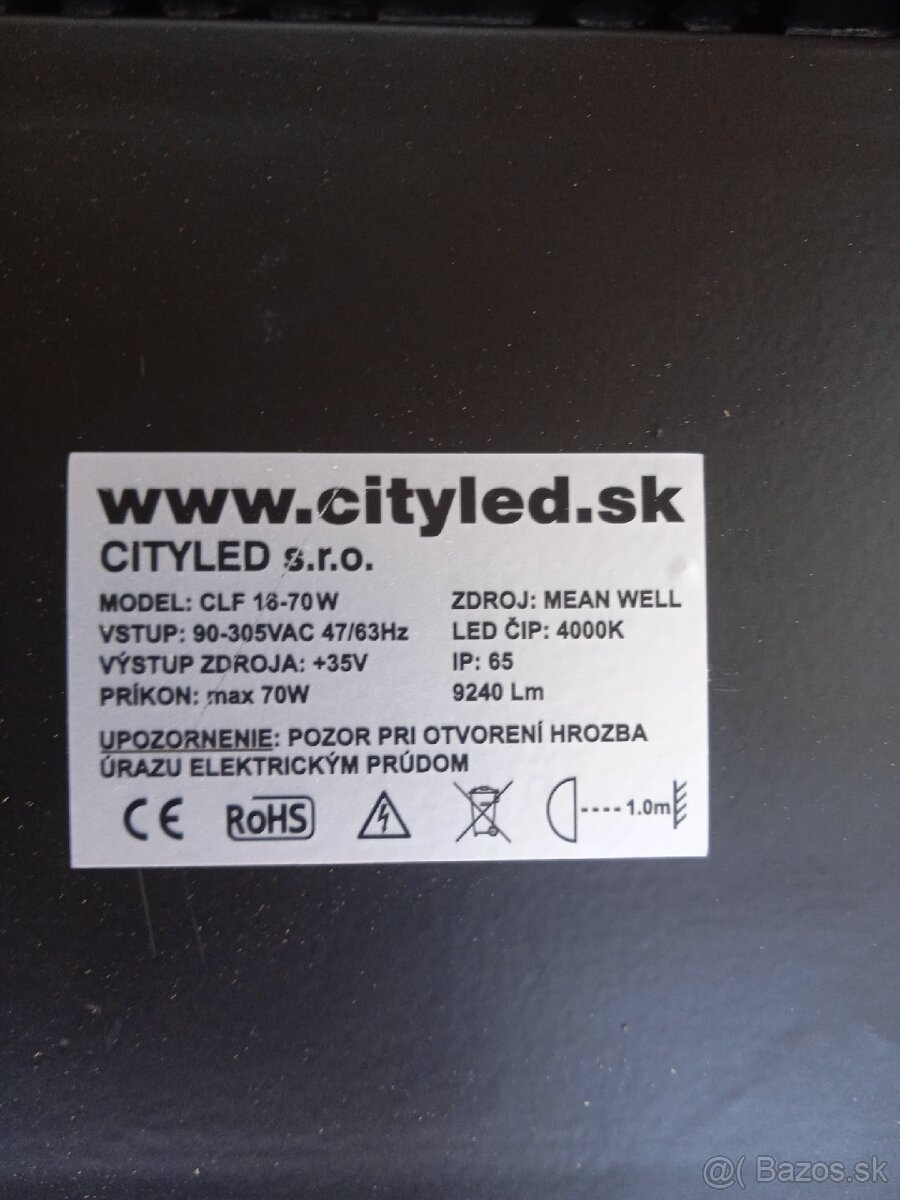 www.cityled.sk
CITYLED s.r.o.
MODEL: CLF 18-70W
VSTUP: 90-305VAC 47/63Hz
VÝSTUP ZDROJA: +35V
PRÍKON: max 70W
ZDROJ: MEAN WELL
LED ČIP: 4000K
IP: 65
9240 Lm
UPOZORNENIE: POZOR PRI OTVORENÍ HROZBA
ÚRAZU ELEKTRICKÝM PRÚDOM
CE RoHS 1.0m
@( Bazos.sk